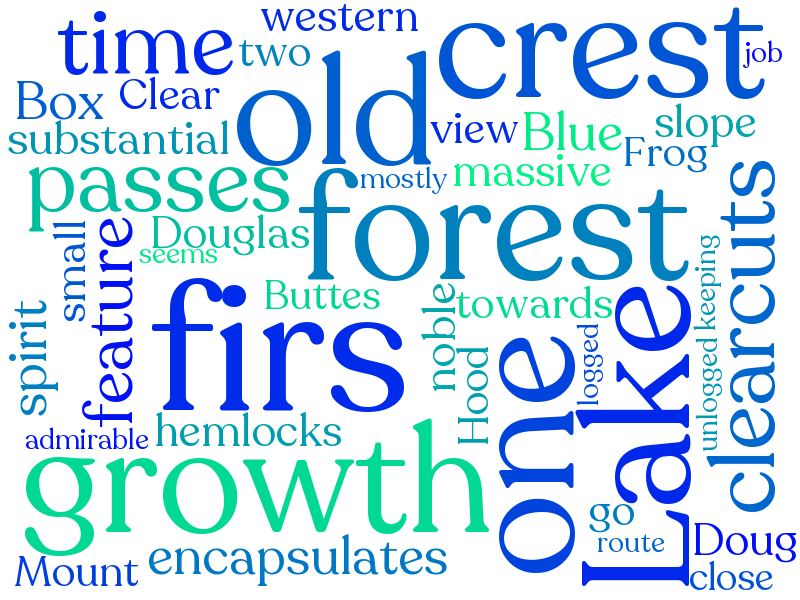 western
time
two
crest
job
Box
Clear
old
view
Blue
slope
substantial
Frog
passes
mostly
massive
forest
Douglas
seems
small
feature
clearcuts
firs
Buttes
noble
towards
unlogged
keeping
spirit
Hood
logged
one
Lake
admirable
hemlocks
growth
go
route
Doug
Mount
encapsulates
close